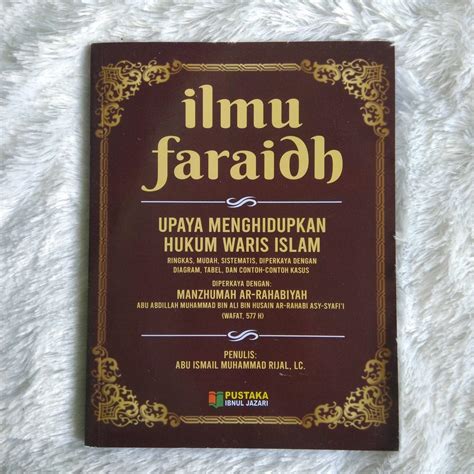 ilmu
faraidh
UPAYA MENGHIDUPKAN
HUKUM WARIS ISLAM
RINGKAS, MUDAH, SISTEMATIS, DIPERKAYA DENGAN
DIAGRAM, TABEL, DAN CONTOH-CONTOH KASUS
DIPERKAYA DENGAN:
MANZHUMAH AR-RAHABIYAH
ABU ABDILLAH MUHAMMAD BIN ALI BIN HUSAIN AR-RAHABI ASY-SYAFI'I
(WAFAT, 577 H)
PENULIS:
ABU ISMAIL MUHAMMAD RIJAL, LC.
PUSTAKA
IBNUL JAZARI